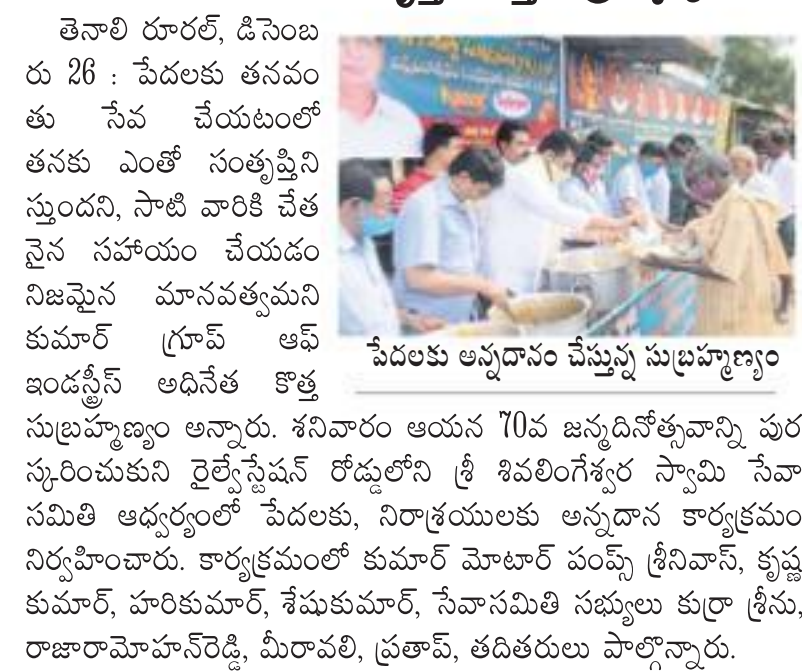 తెనాలి రూరల్, డిసెంబ
రు 26 : పేదలకు తనవం
తు సేవ చేయటంలో
తనకు ఎంతో సంతృప్తిని
స్తుందని, సాటి వారికి చేత
నైన సహాయం చేయడం
నిజమైన మానవత్వమని
కుమార్ గ్రూప్ ఆఫ్
ఇండస్ట్రీస్ అధినేత కొత్త
పేదలకు అన్నదానం చేస్తున్న సుబ్రహ్మణ్యం
సుబ్రహ్మణ్యం అన్నారు. శనివారం ఆయన 70వ జన్మదినోత్సవాన్ని పుర
స్కరించుకుని రైల్వేస్టేషన్ రోడ్డులోని శ్రీ శివలింగేశ్వర స్వామి సేవా
సమితి ఆధ్వర్యంలో పేదలకు, నిరాశ్రయులకు అన్నదాన కార్యక్రమం
నిర్వహించారు. కార్యక్రమంలో కుమార్ మోటార్ పంప్స్ శ్రీనివాస్, కృష్ణ
కుమార్, హరికుమార్, శేషుకుమార్, సేవాసమితి సభ్యులు కుర్రా శ్రీను,
రాజారామోహన్‌రెడ్డి, మీరావలి, ప్రతాప్, తదితరులు పాల్గొన్నారు.